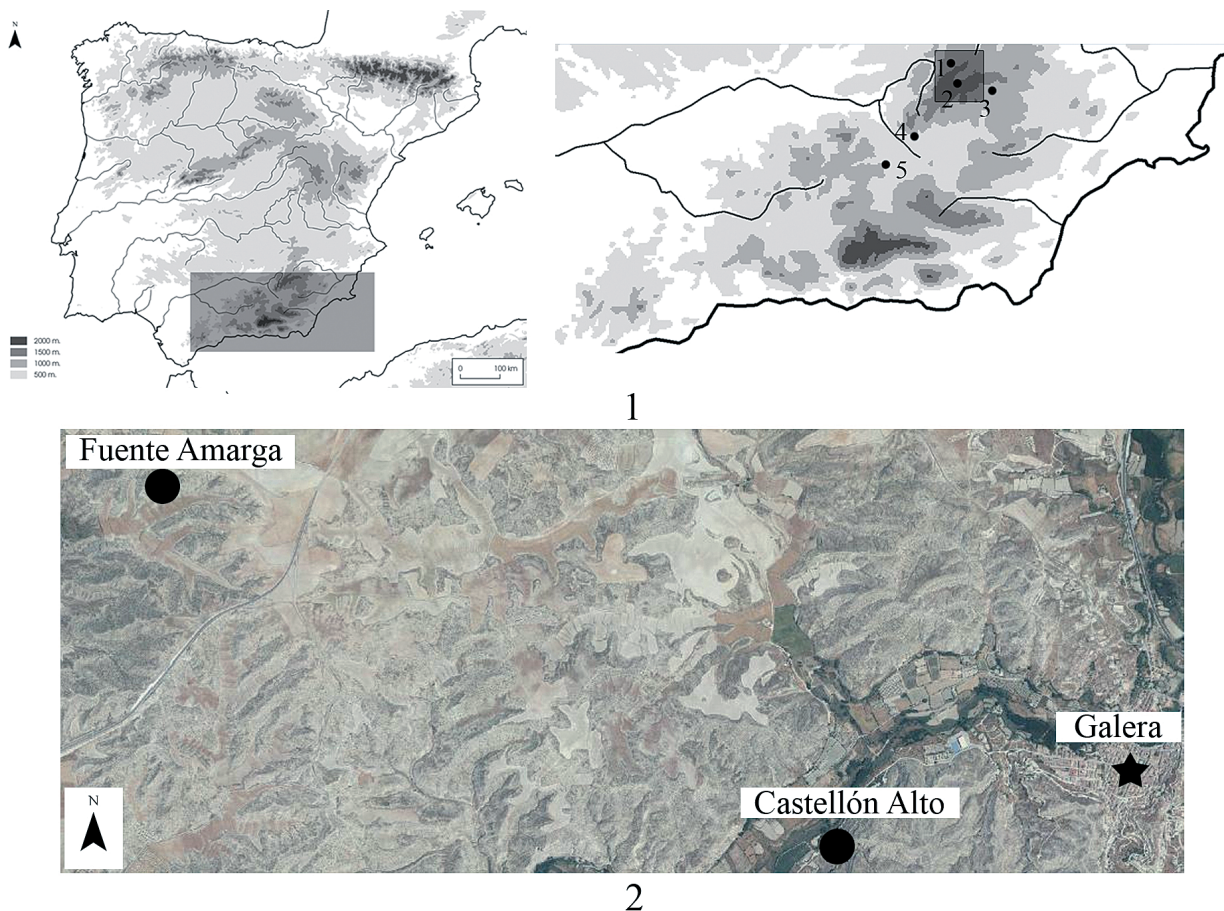 N
2000 m.
1500 m.
1000 m.
500 m.
0 100 km
1
2
3
4
5
1
Fuente Amarga
Galera
Castellón Alto
N
2